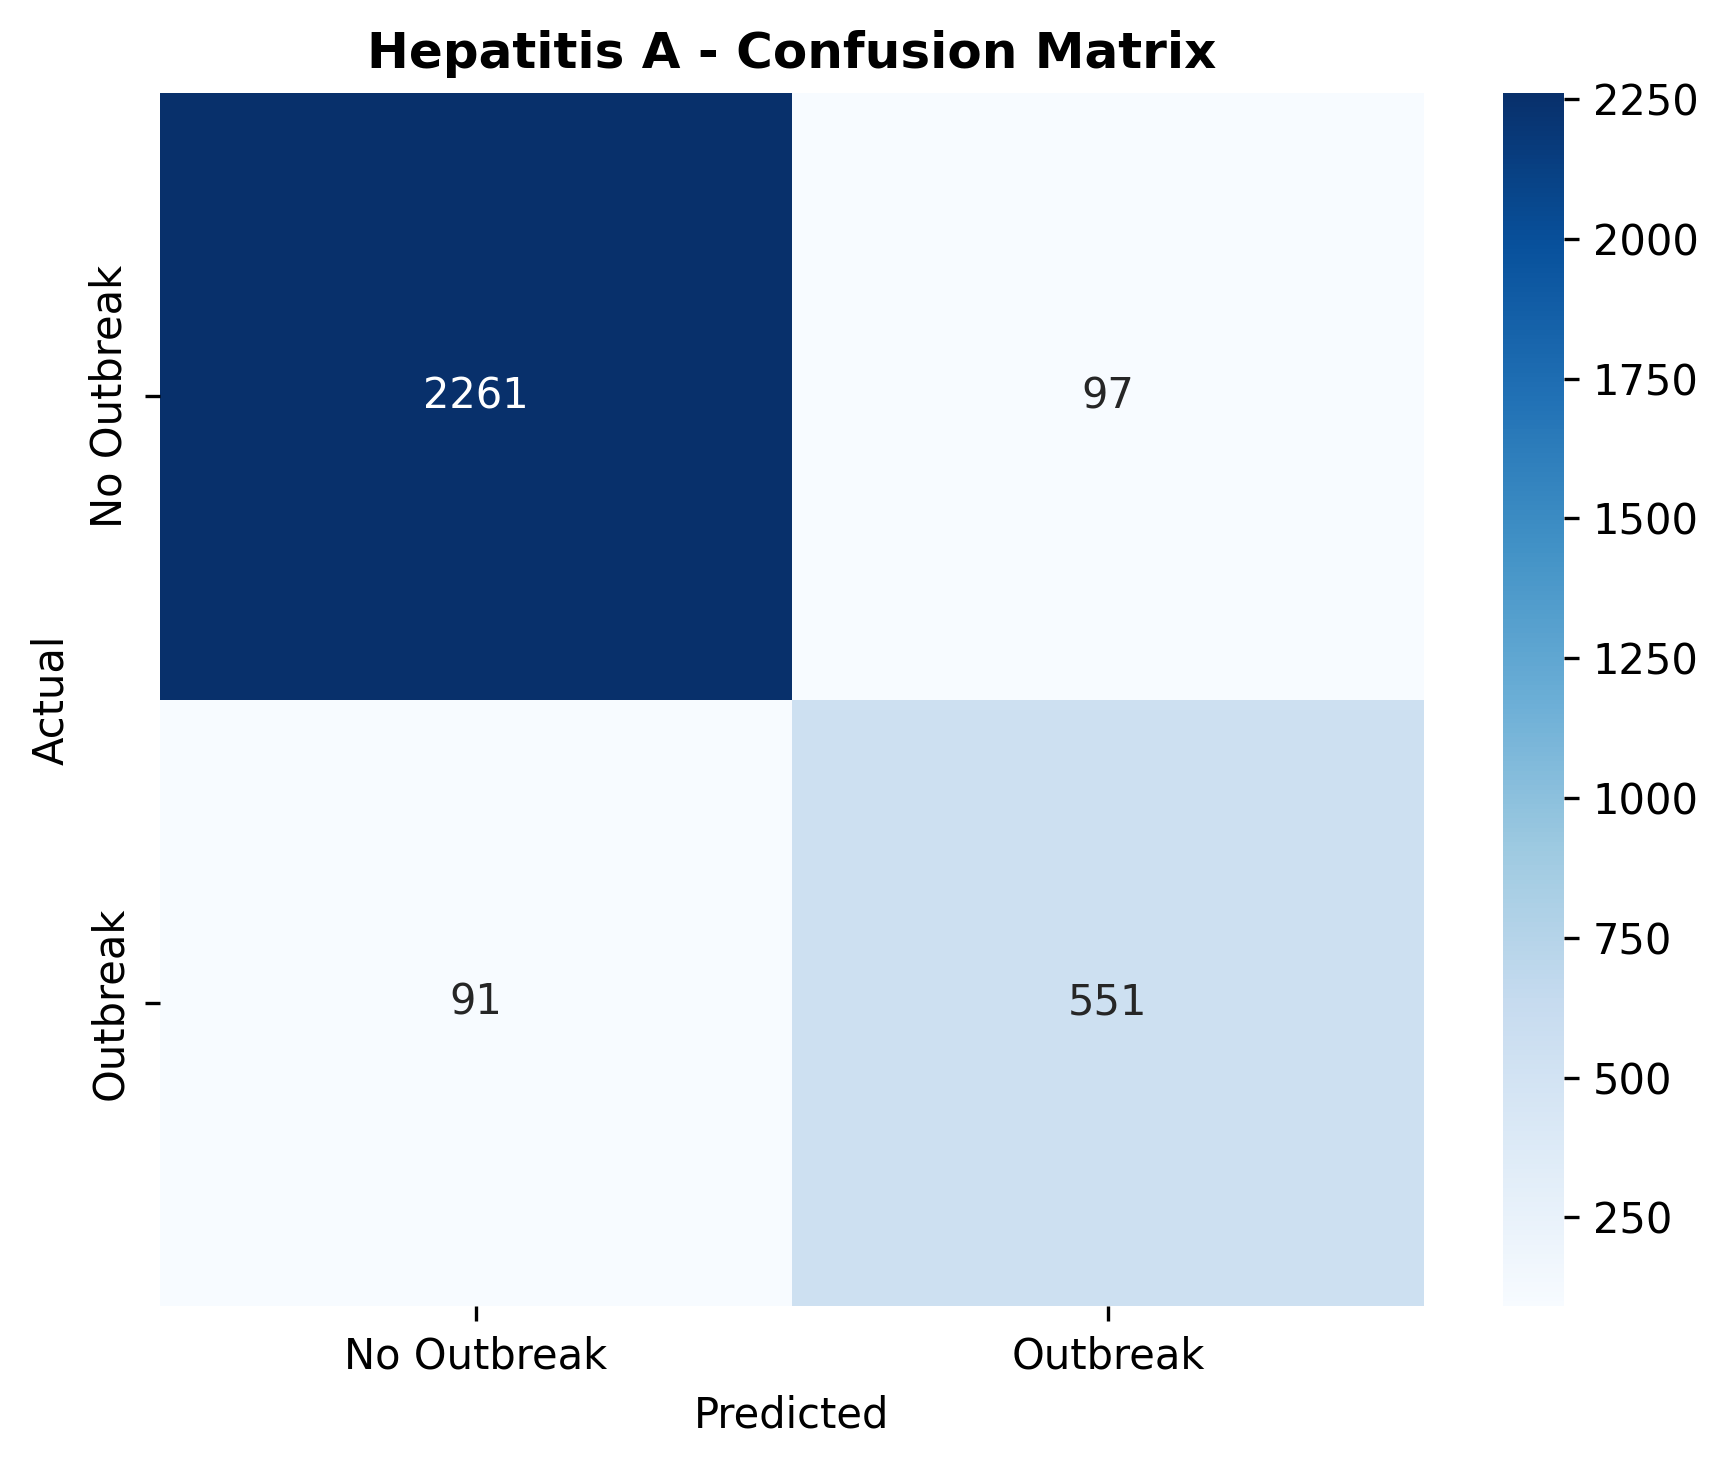 Hepatitis A - Confusion Matrix
2250
2000
1750
1500
1250
1000
750
500
250
Actual
No Outbreak
2261
97
Outbreak
91
551
No Outbreak
Outbreak
Predicted